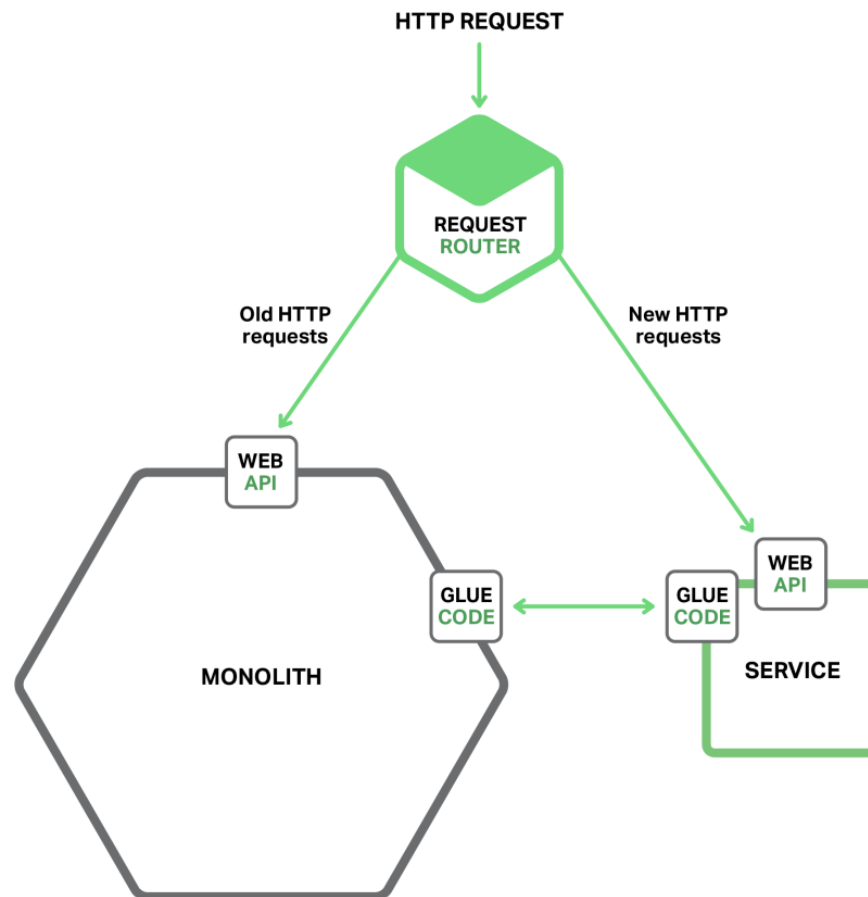 HTTP REQUEST
REQUEST
ROUTER
Old HTTP
requests
New HTTP
requests
WEB
API
WEB
API
GLUE
CODE
GLUE
CODE
MONOLITH
SERVICE